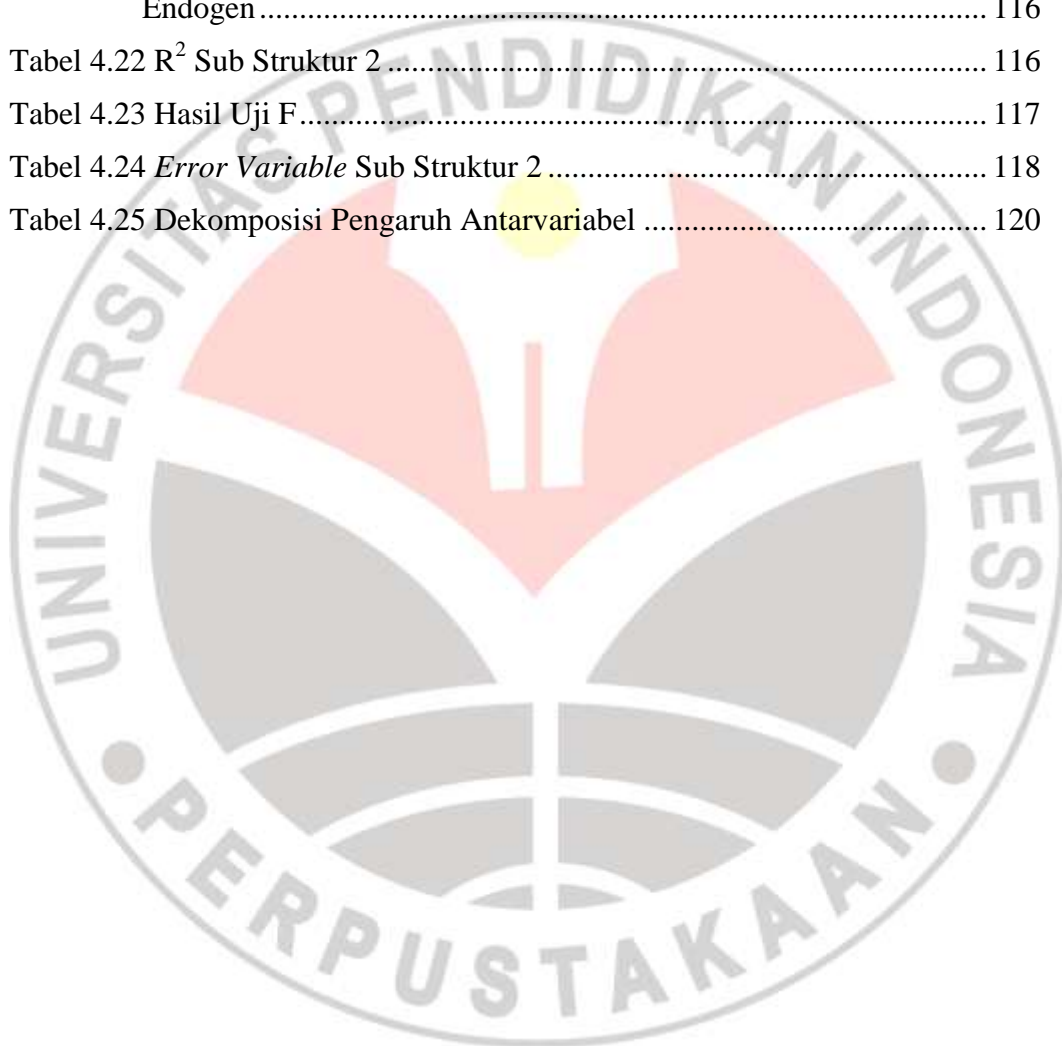 Endogen ........................................................................................................ 116
Tabel 4.22 R² Sub Struktur 2 ...................................................................................... 116
Tabel 4.23 Hasil Uji F.................................................................................................. 117
Tabel 4.24 Error Variable Sub Struktur 2 ............................................................... 118
Tabel 4.25 Dekomposisi Pengaruh Antarvariabel ................................................. 120
UNIVERSITAS PENDIDIKAN INDONESIA
PERPUSTAKAAN